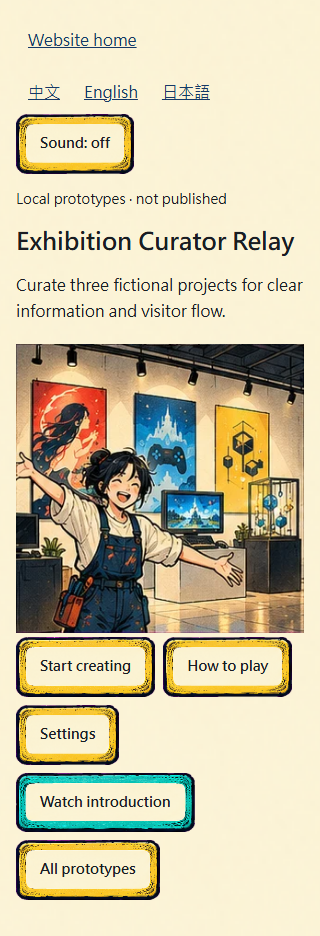 Website home
中文 English 日本語
Sound: off
Local prototypes · not published
Exhibition Curator Relay
Curate three fictional projects for clear
information and visitor flow.
Start creating How to play
Settings
Watch introduction
All prototypes